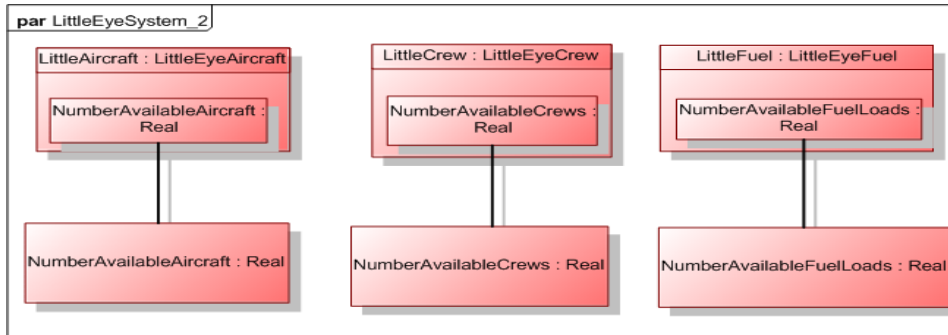 par LittleEyeSystem_2
LittleAircraft : LittleEyeAircraft
NumberAvailableAircraft :
Real
NumberAvailableAircraft : Real
LittleCrew : LittleEyeCrew
NumberAvailableCrews :
Real
NumberAvailableCrews : Real
LittleFuel : LittleEyeFuel
NumberAvailableFuelLoads :
Real
NumberAvailableFuelLoads : Real